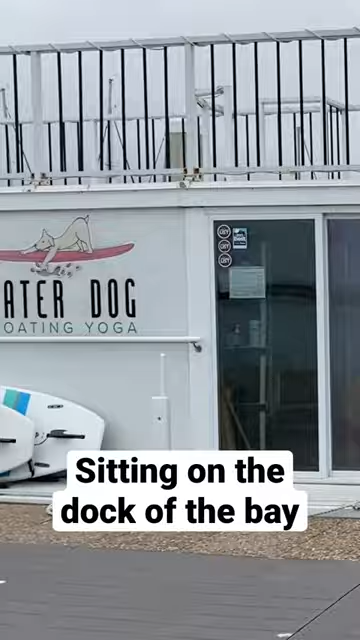 ATER DOG
OATING YOGA
Sitting on the
dock of the bay